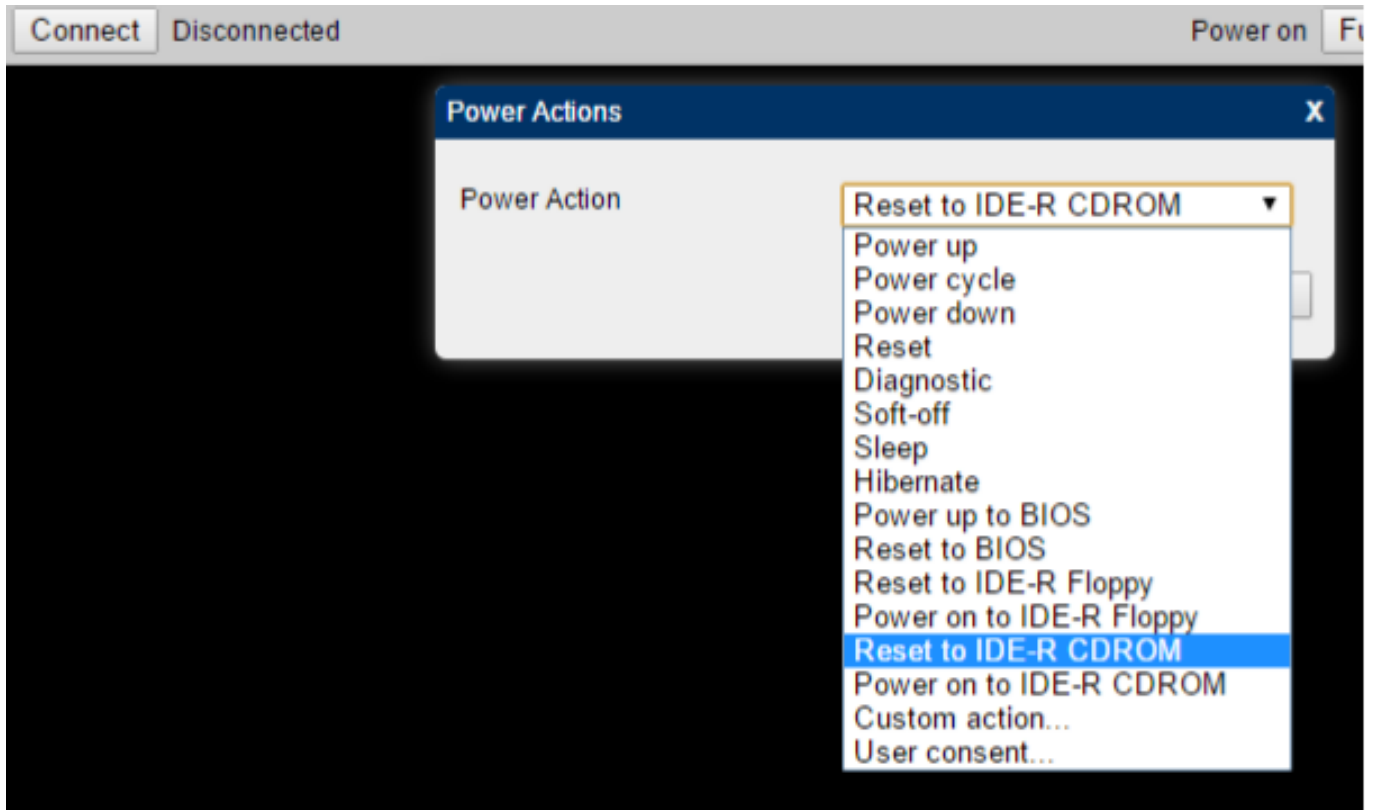 Connect Disconnected Power on
Power Actions X
Power Action Reset to IDE-R CDROM
Power up
Power cycle
Power down
Reset
Diagnostic
Soft-off
Sleep
Hibernate
Power up to BIOS
Reset to BIOS
Reset to IDE-R Floppy
Power on to IDE-R Floppy
Reset to IDE-R CDROM
Power on to IDE-R CDROM
Custom action...
User consent...